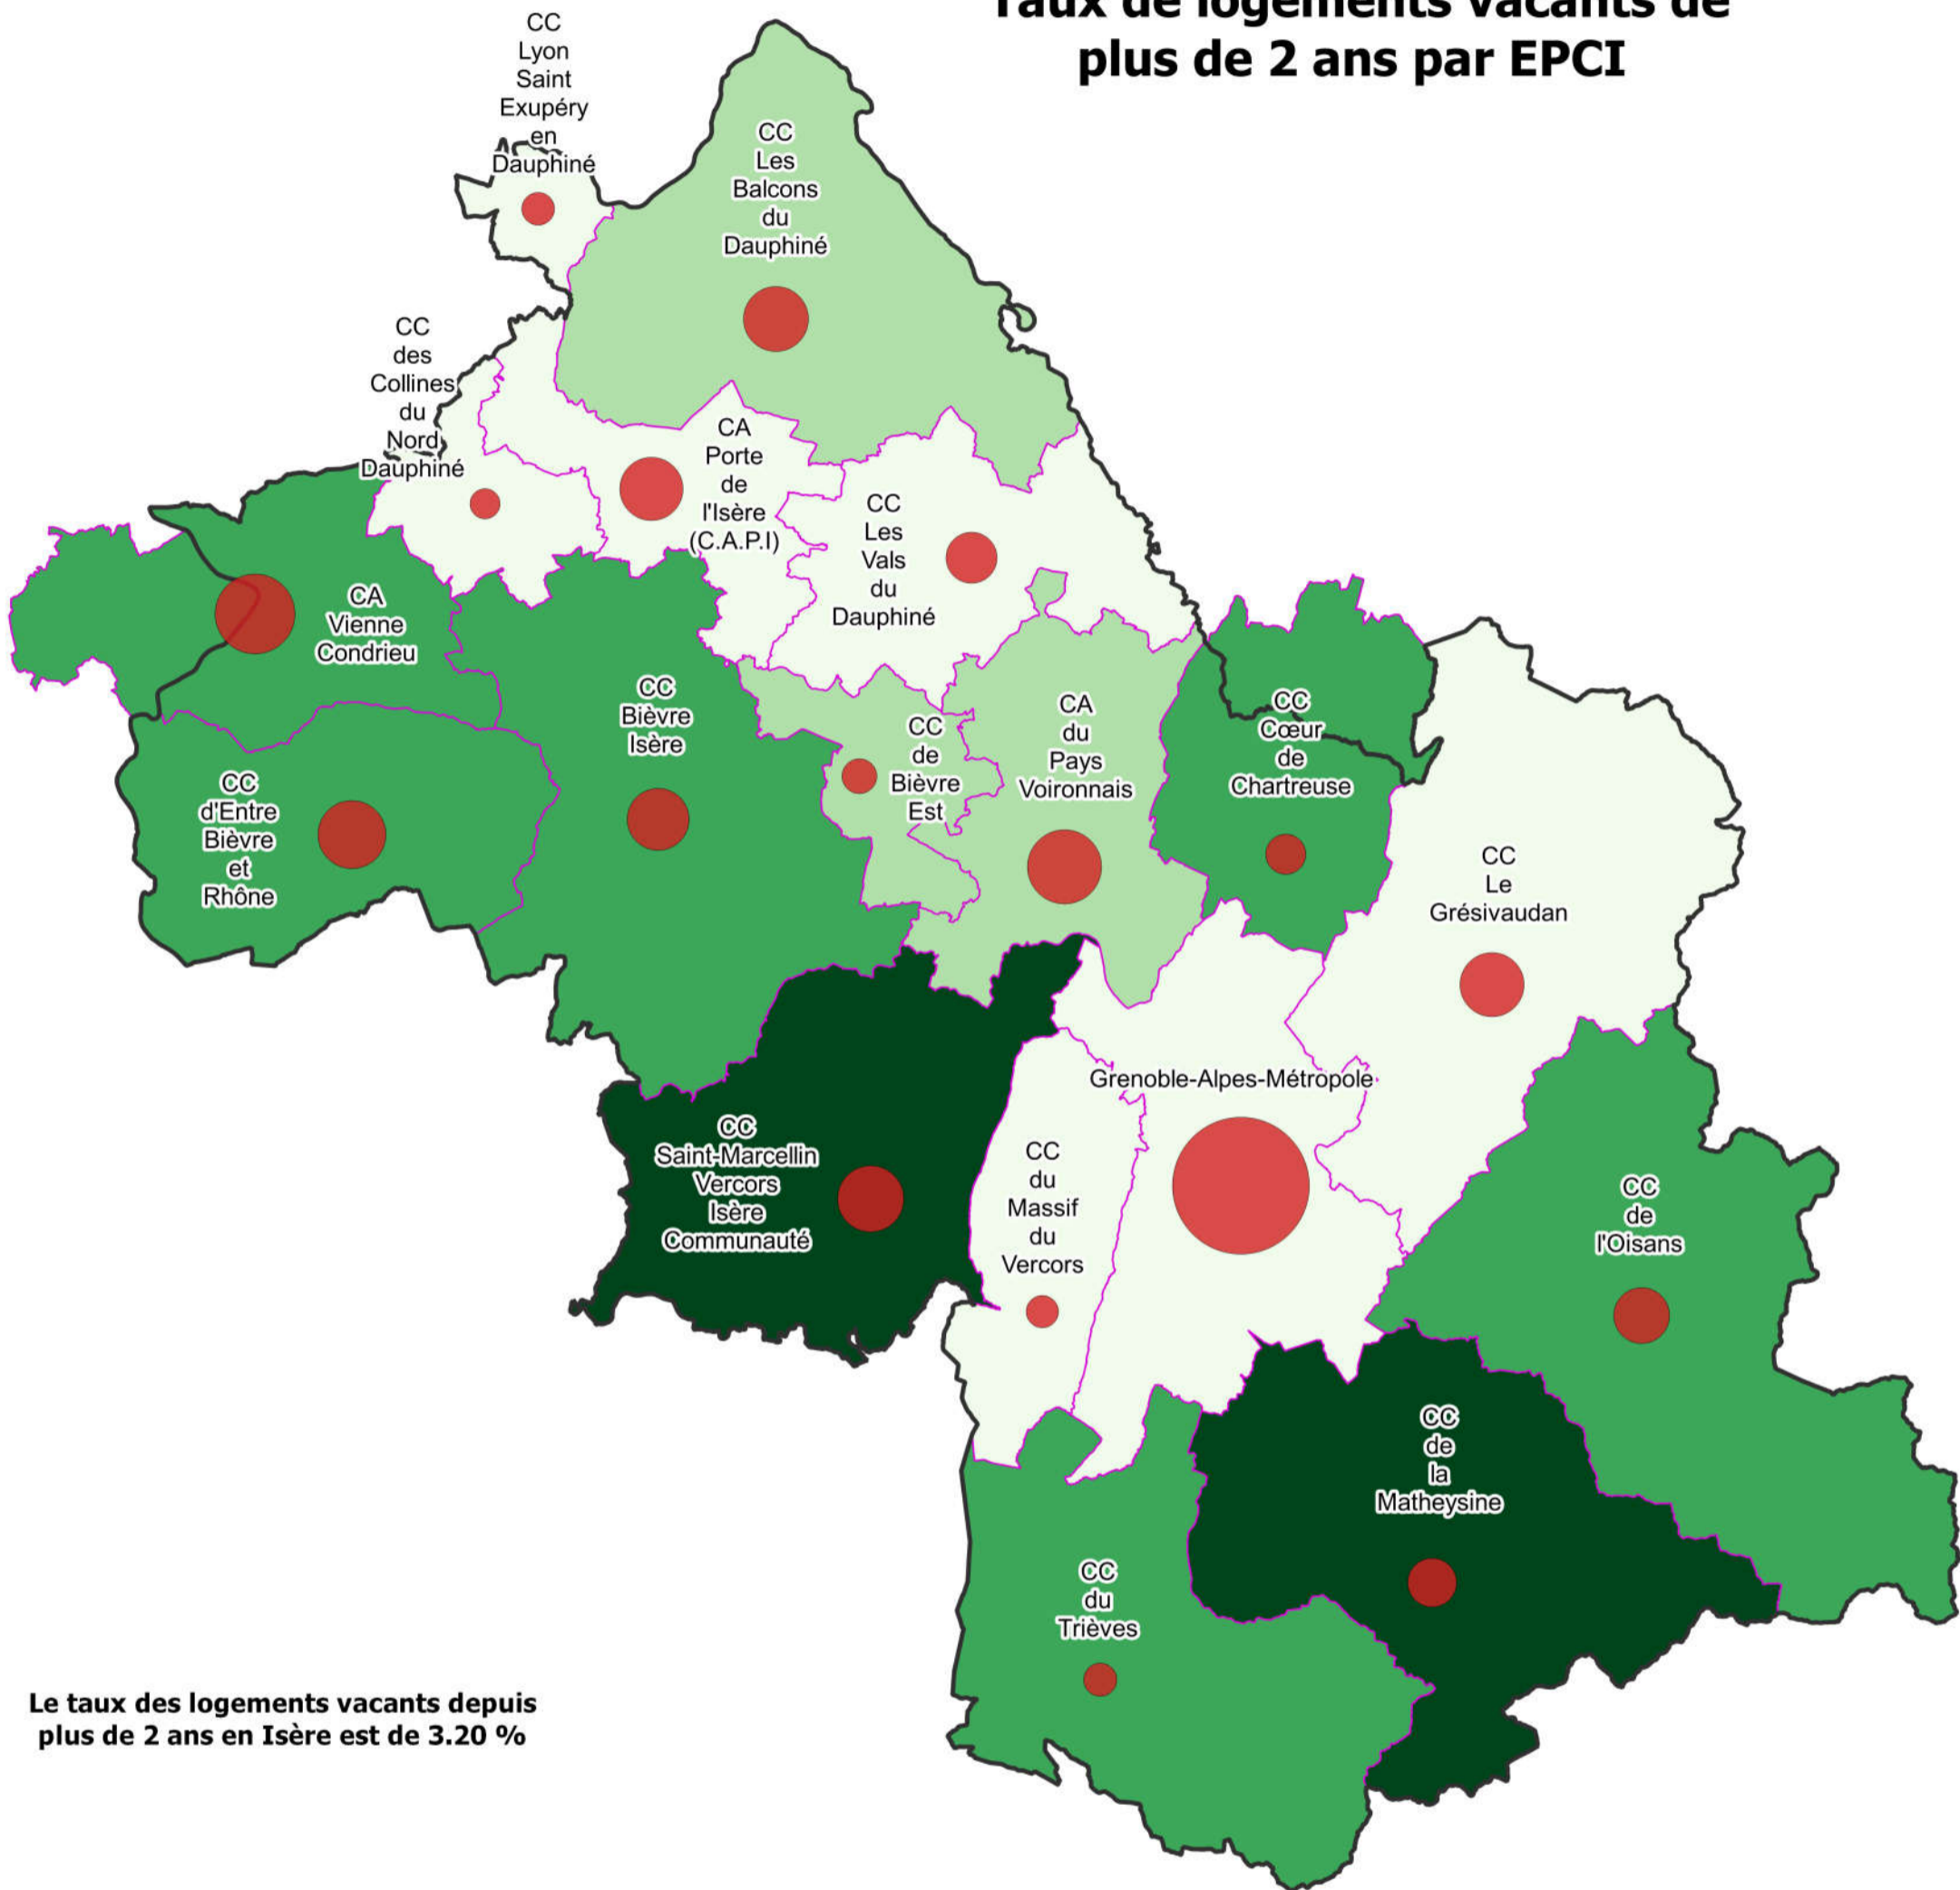 Taux de logements vacants de
plus de 2 ans par EPCI
CC
Lyon
Saint
Exupéry
en
Dauphiné
CC
Les
Balcons
du
Dauphiné
CC
des
Collines
du
Nord
Dauphiné
CA
Porte
de
l'Isère
(C.A.P.I)
CC
Les
Vals
du
Dauphiné
CA
Vienne
Condrieu
CC
Bièvre
Isère
CC
de
Bièvre
Est
CA
du
Pays
Voironnais
CC
Cœur
de
Chartreuse
CC
d'Entre
Bièvre
et
Rhône
CC
Le
Grésivaudan
Grenoble-Alpes-Métropole
CC
Saint-Marcellin
Vercors
Isère
Communauté
CC
du
Massif
du
Vercors
CC
de
l'Oisans
CC
de
la
Matheysine
CC
du
Trièves
Le taux des logements vacants depuis
plus de 2 ans en Isère est de 3.20 %